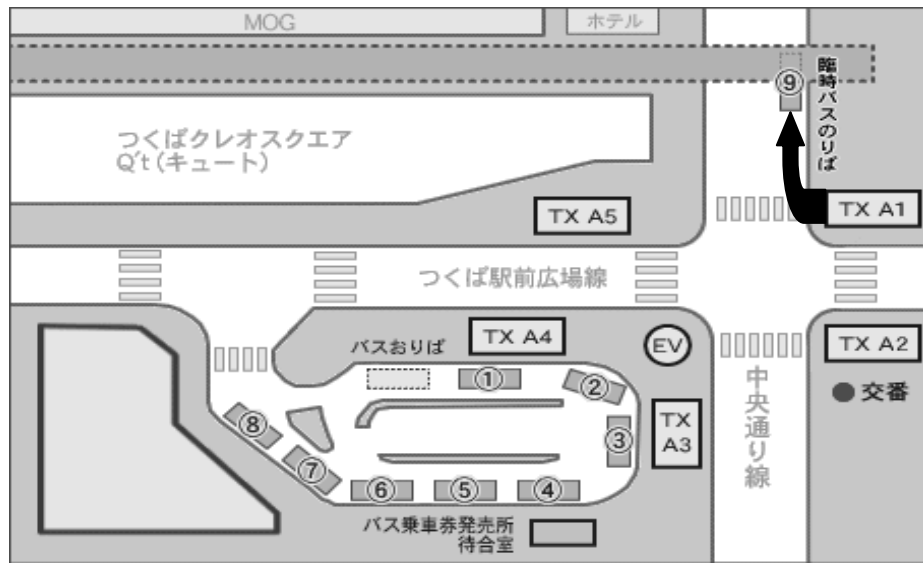 MOG
ホテル
⑨
臨時バスのりば
つくばクレオスクエア
Q't (キュート)
TX A5
TX A1
つくば駅前広場線
バスおりば
TX A4
EV
TX A2
①
②
中央通り線
交番
⑧
③
TX
A3
⑦
⑥
⑤
④
バス乗車券発売所
待合室